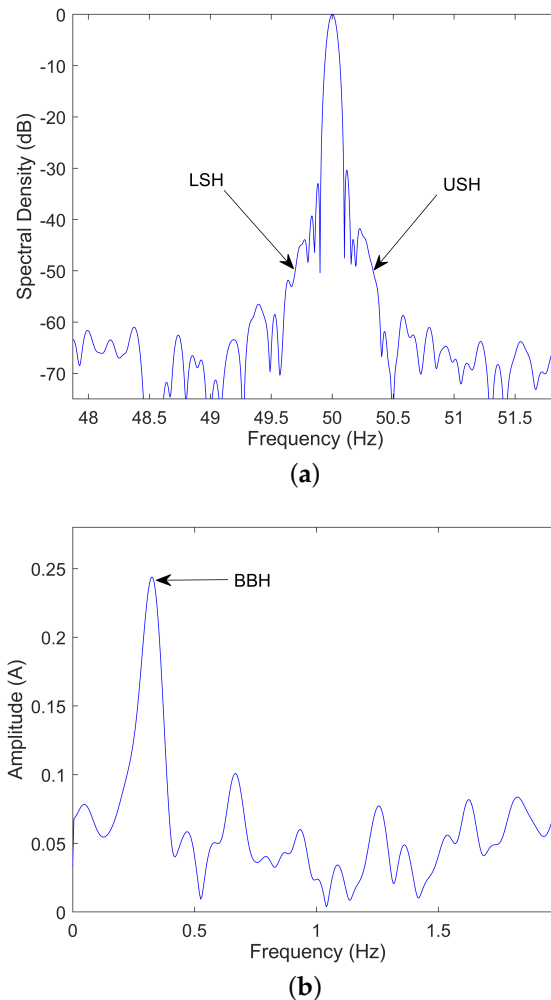 0
-10
-20
-30
-40
-50
-60
-70
Spectral Density (dB)
LSH
USH
48 48.5 49 49.5 50 50.5 51 51.5
Frequency (Hz)
(a)
0.25
0.2
0.15
0.1
0.05
0
Amplitude (A)
BBH
0 0.5 1 1.5
Frequency (Hz)
(b)